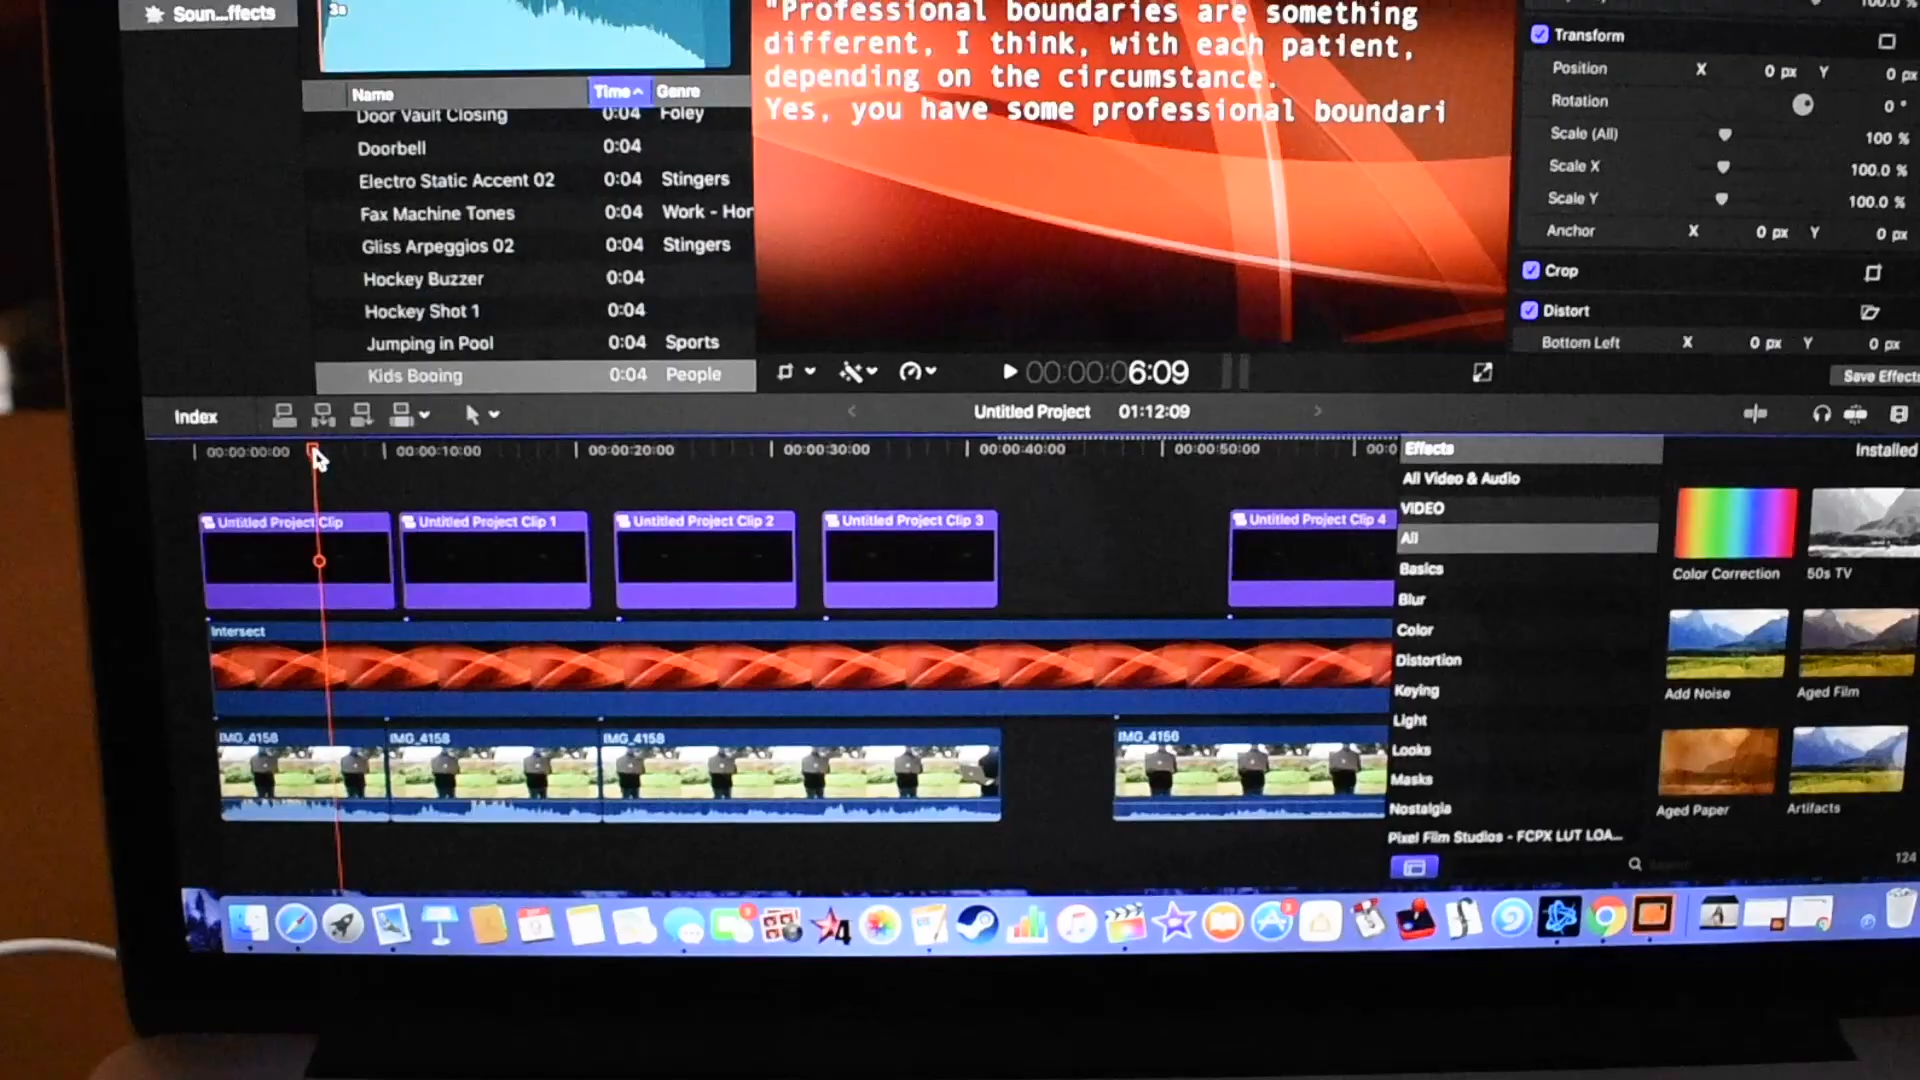 Soun...ffects
3s
"Professional boundaries are something
different, I think, with each patient,
depending on the circumstance.
Yes, you have some professional boundari
Name Time Genre
Door Vault Closing 0:04 Foley
Doorbell 0:04
Electro Static Accent 02 0:04 Stingers
Fax Machine Tones 0:04 Work - Hor
Gliss Arpeggios 02 0:04 Stingers
Hockey Buzzer 0:04
Hockey Shot 1 0:04
Jumping in Pool 0:04 Sports
Kids Booing 0:04 People
Transform
Position X 0 px Y 0 px
Rotation 0 °
Scale (All) 100 %
Scale X 100.0 %
Scale Y 100.0 %
Anchor X 0 px Y 0 px
Crop
Distort
Bottom Left X 0 px Y 0 px
Save Effects
00:00:06:09
Index
Untitled Project 01:12:09
00:00:00:00 00:00:10:00 00:00:20:00 00:00:30:00 00:00:40:00 00:00:50:00 00:0
Untitled Project Clip
Untitled Project Clip 1
Untitled Project Clip 2
Untitled Project Clip 3
Untitled Project Clip 4
Intersect
IMG_4158 IMG_4158 IMG_4158 IMG_4156
Effects Installed
All Video & Audio
VIDEO
All
Basics
Blur
Color
Distortion
Keying
Light
Looks
Masks
Nostalgia
Pixel Film Studios - FCPX LUT LOA...
Color Correction 50s TV
Add Noise Aged Film
Aged Paper Artifacts
124
4